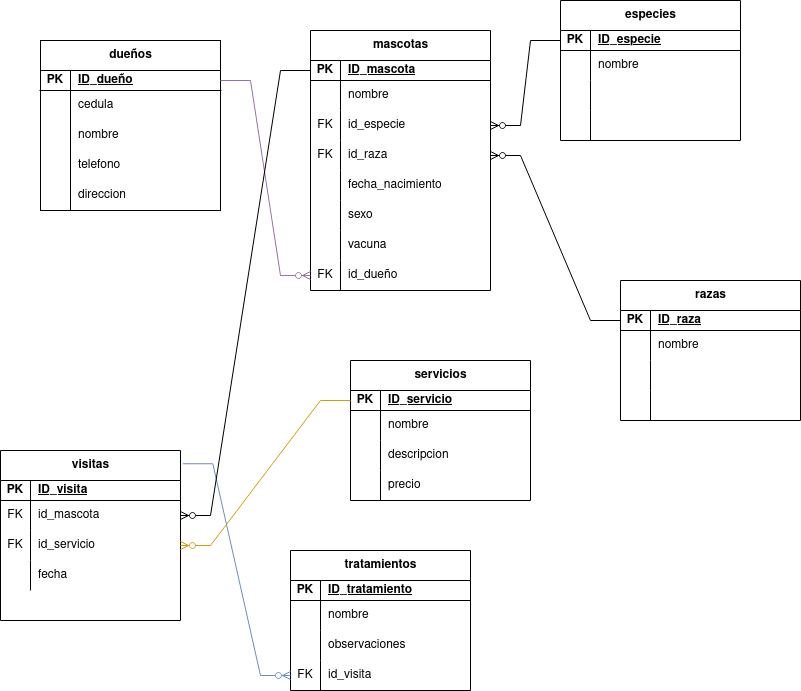 dueños
PK ID_dueño
cedula
nombre
telefono
direccion
mascotas
PK ID_mascota
nombre
FK id_especie
FK id_raza
fecha_nacimiento
sexo
vacuna
FK id_dueño
especies
PK ID_especie
nombre
razas
PK ID_raza
nombre
servicios
PK ID_servicio
nombre
descripcion
precio
visitas
PK ID_visita
FK id_mascota
FK id_servicio
fecha
tratamientos
PK ID_tratamiento
nombre
observaciones
FK id_visita